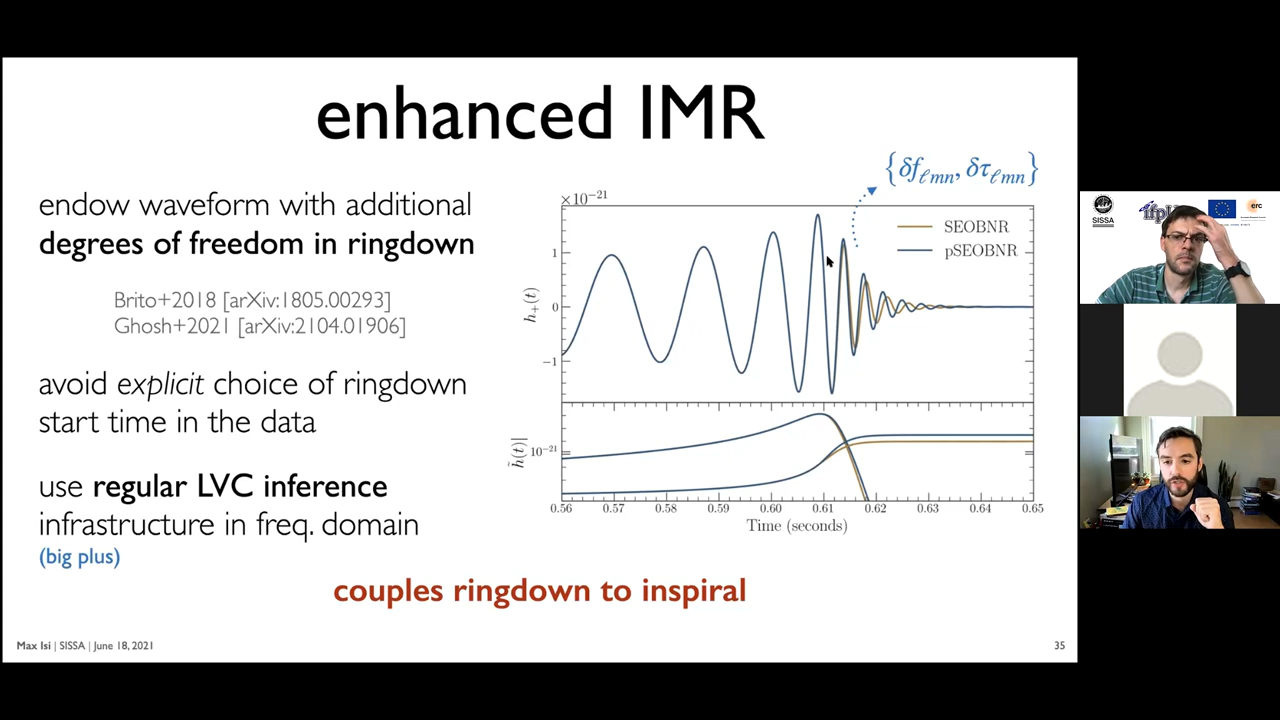 enhanced IMR
endow waveform with additional
degrees of freedom in ringdown
Brito+2018 [arXiv:1805.00293]
Ghosh+2021 [arXiv:2104.01906]
avoid explicit choice of ringdown
start time in the data
use regular LVC inference
infrastructure in freq. domain
(big plus)
{δf_ℓmn, δτ_ℓmn}
×10⁻²¹
SEOBNR
pSEOBNR
1
0
−1
h₊(t)
10⁻²¹
|h̃(t)|
0.56 0.57 0.58 0.59 0.60 0.61 0.62 0.63 0.64 0.65
Time (seconds)
couples ringdown to inspiral
Max Isi | SISSA | June 18, 2021
35
SISSA
ifpu
erc